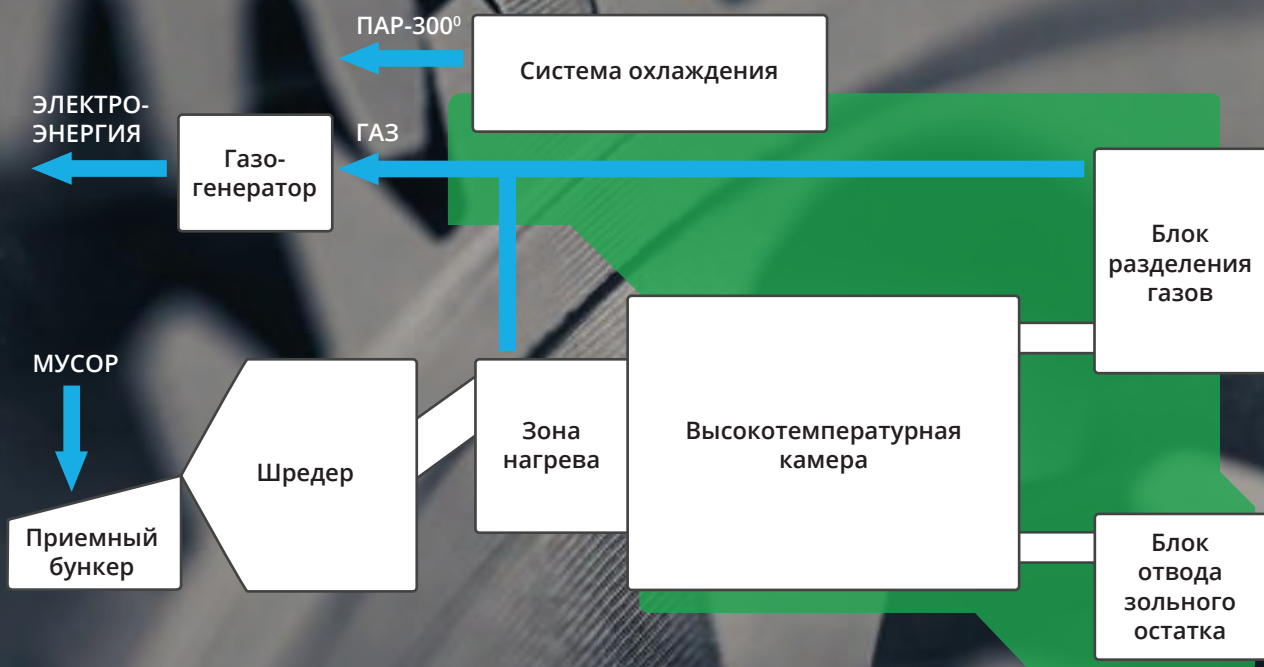 ПАР-300⁰
Система охлаждения
ЭЛЕКТРО-
ЭНЕРГИЯ
Газо-
генератор
ГАЗ
Блок
разделения
газов
МУСОР
Приемный
бункер
Шредер
Зона
нагрева
Высокотемпературная
камера
Блок
отвода
зольного
остатка